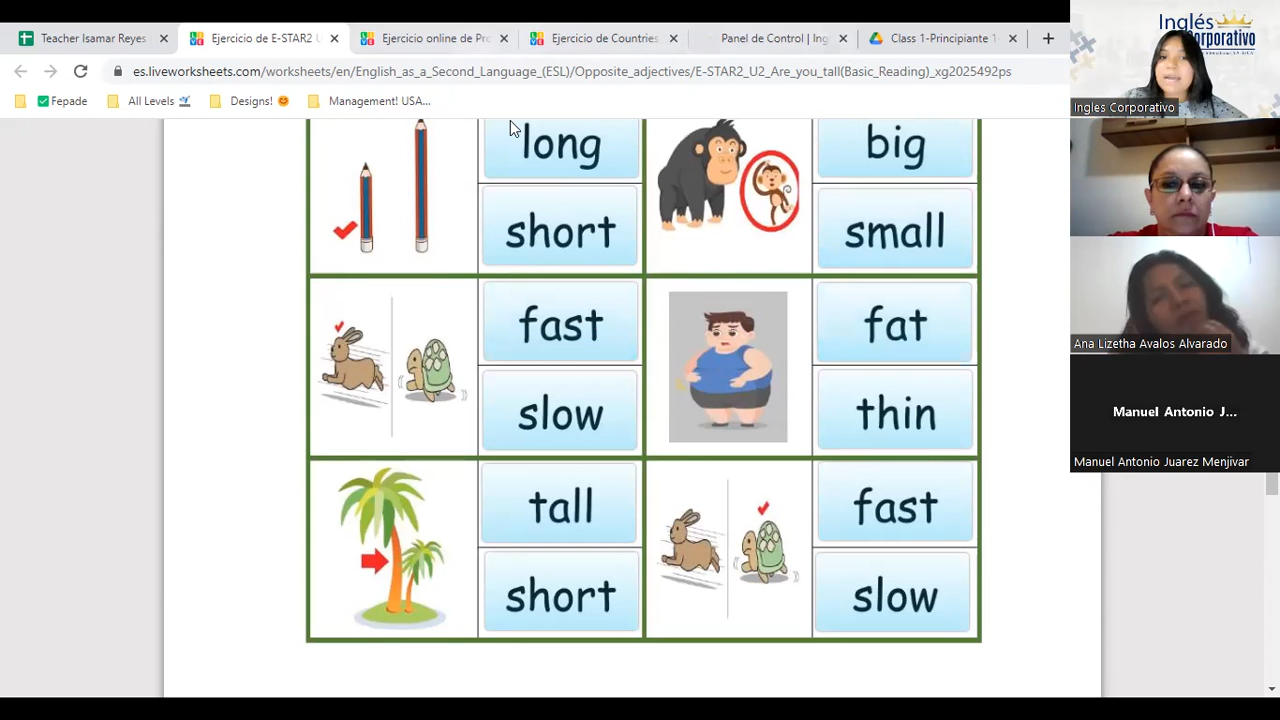 Teacher Isamar Reyes
Ejercicio de E-STAR2 U
Ejercicio online de Pro
Ejercicio de Countries
Panel de Control | Ing
Class 1-Principiante 1
es.liveworksheets.com/worksheets/en/English_as_a_Second_Language_(ESL)/Opposite_adjectives/E-STAR2_U2_Are_you_tall(Basic_Reading)_xg2025492ps
Fepade
All Levels
Designs!
Management! USA...
long
short
big
small
fast
slow
fat
thin
tall
short
fast
slow
Inglés
Corporativo
Ingles Corporativo
Ana Lizetha Avalos Alvarado
Manuel Antonio J...
Manuel Antonio Juarez Menjivar